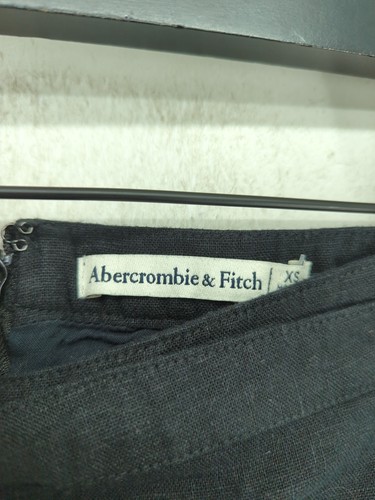 Abercrombie & Fitch XS